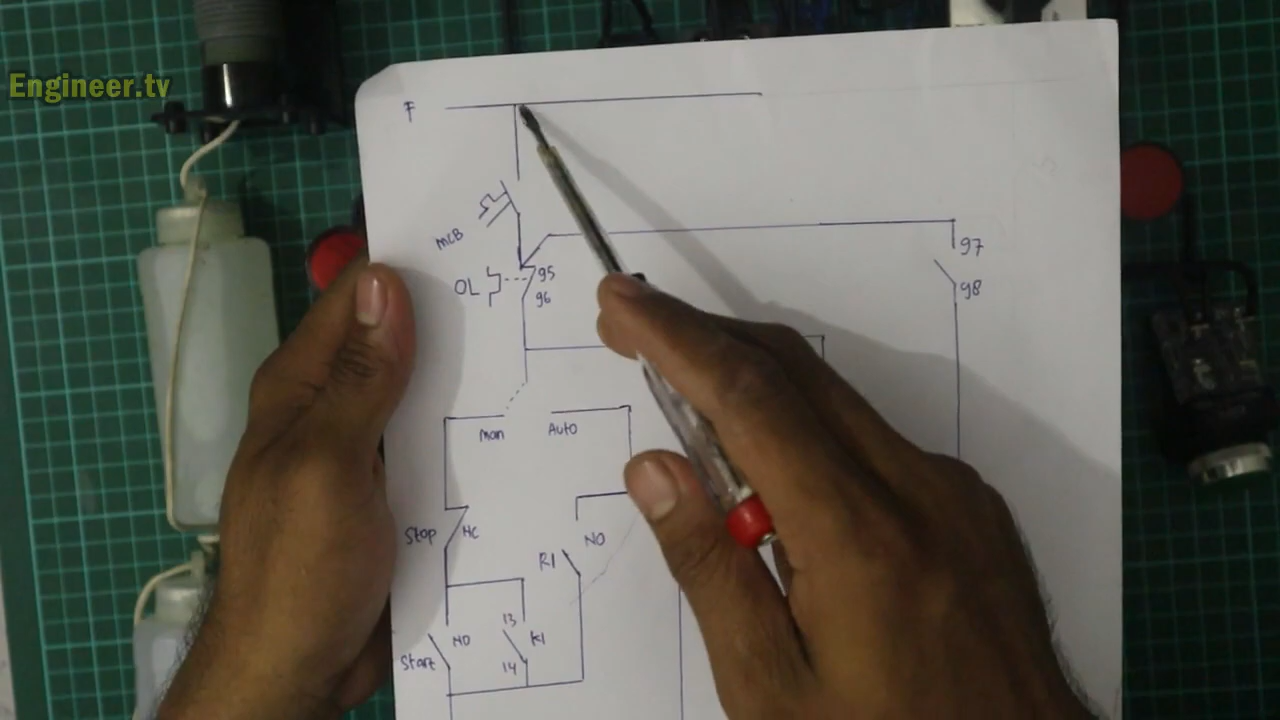 Engineer.tv
F
MCB
97
OL
95
98
96
Man
Auto
Stop
NC
NO
R1
13
NO
K1
Start
14